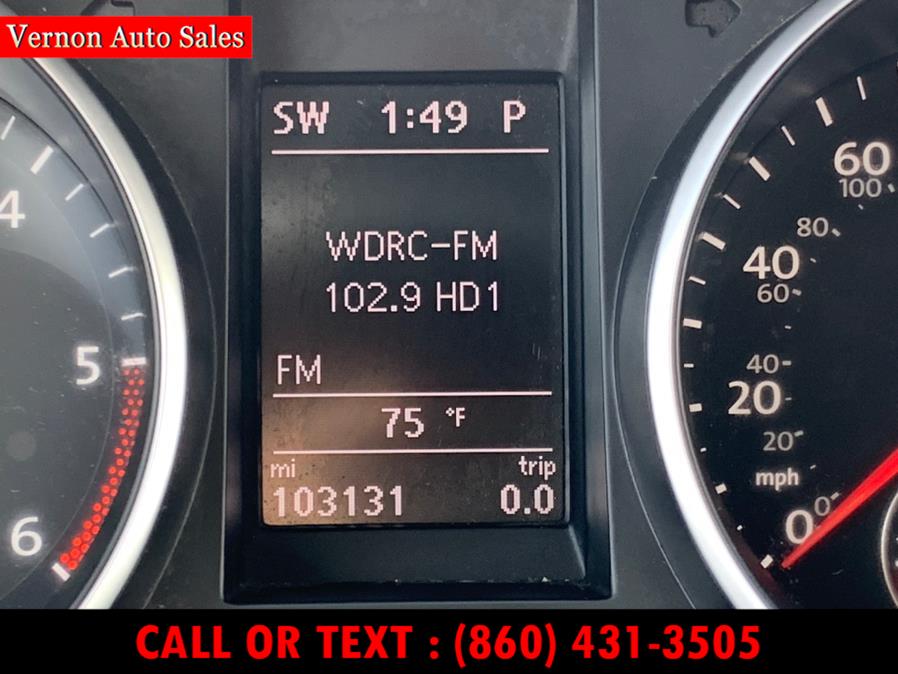 Vernon Auto Sales
SW 1:49 P
WDRC-FM
102.9 HD1
FM
75 °F
mi trip
103131 0.0
4
5
6
60
100
80
40
60
40
20
20
mph
0
0
CALL OR TEXT : (860) 431-3505